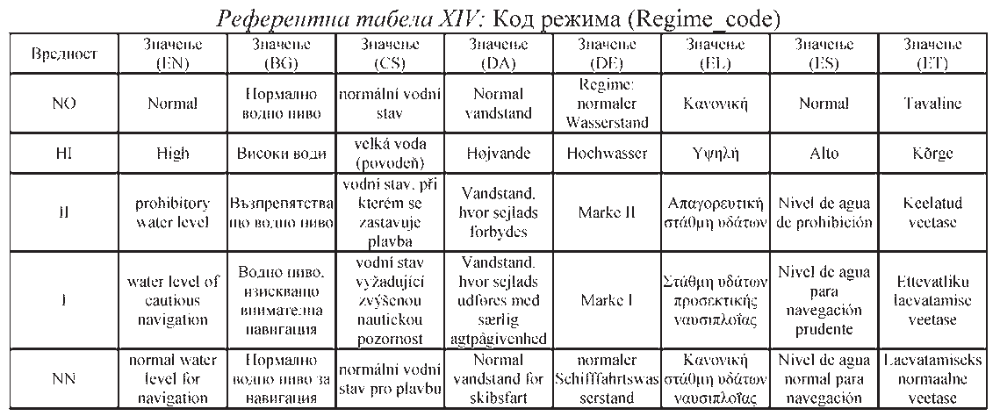 Референтна табела XIV: Код режима (Regime_code)
Вредност
Значење
(EN)
Значење
(BG)
Значење
(CS)
Значење
(DA)
Значење
(DE)
Значење
(EL)
Значење
(ES)
Значење
(ET)
NO
Normal
Нормално
водно ниво
normální vodní
stav
Normal
vandstand
Regime:
normaler
Wasserstand
Κανονική
Normal
Tavaline
HI
High
Високи води
velká voda
(povodeň)
Højvande
Hochwasser
Υψηλή
Alto
Kõrge
II
prohibitory
water level
Възпрепятства
що водно ниво
vodní stav, při
kterém se
zastavuje
plavba
Vandstand,
hvor sejlads
forbydes
Marke II
Απαγορευτική
στάθμη υδάτων
Nivel de agua
de prohibición
Keelatud
veetase
I
water level of
cautious
navigation
Водно ниво,
изискващо
внимателна
навигация
vodní stav
vyžadující
zvýšenou
nautickou
pozornost
Vandstand,
hvor sejlads
udføres med
særlig
agtpågivenhed
Marke I
Στάθμη υδάτων
προσεκτικής
ναυσιπλοΐας
Nivel de agua
para
navegación
prudente
Ettevatliku
laevatamise
veetase
NN
normal water
level for
navigation
Нормално
водно ниво за
навигация
normální vodní
stav pro plavbu
Normal
vandstand for
skibsfart
normaler
Schifffahrtswas
serstand
Κανονική
στάθμη υδάτων
ναυσιπλοΐας
Nivel de agua
normal para
navegación
Laevatamiseks
normaalne
veetase